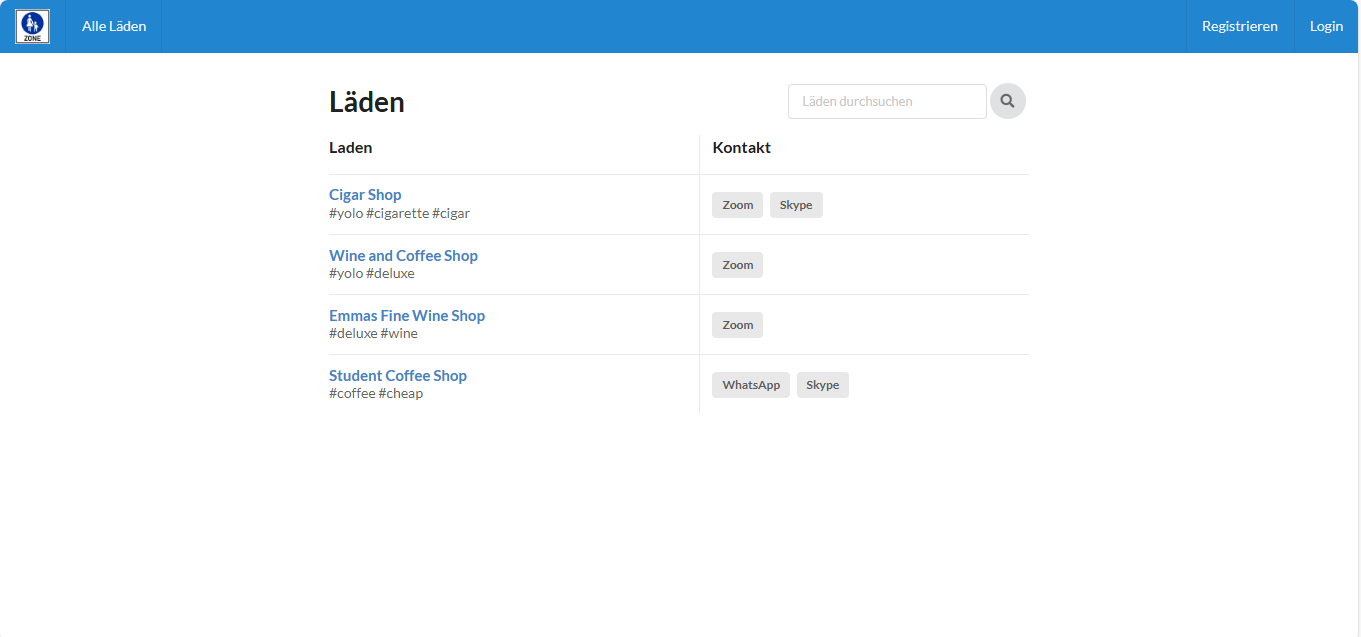 ZONE
Alle Läden
Registrieren
Login
Läden
Läden durchsuchen
Laden
Kontakt
Cigar Shop
#yolo #cigarette #cigar
Zoom
Skype
Wine and Coffee Shop
#yolo #deluxe
Zoom
Emmas Fine Wine Shop
#deluxe #wine
Zoom
Student Coffee Shop
#coffee #cheap
WhatsApp
Skype